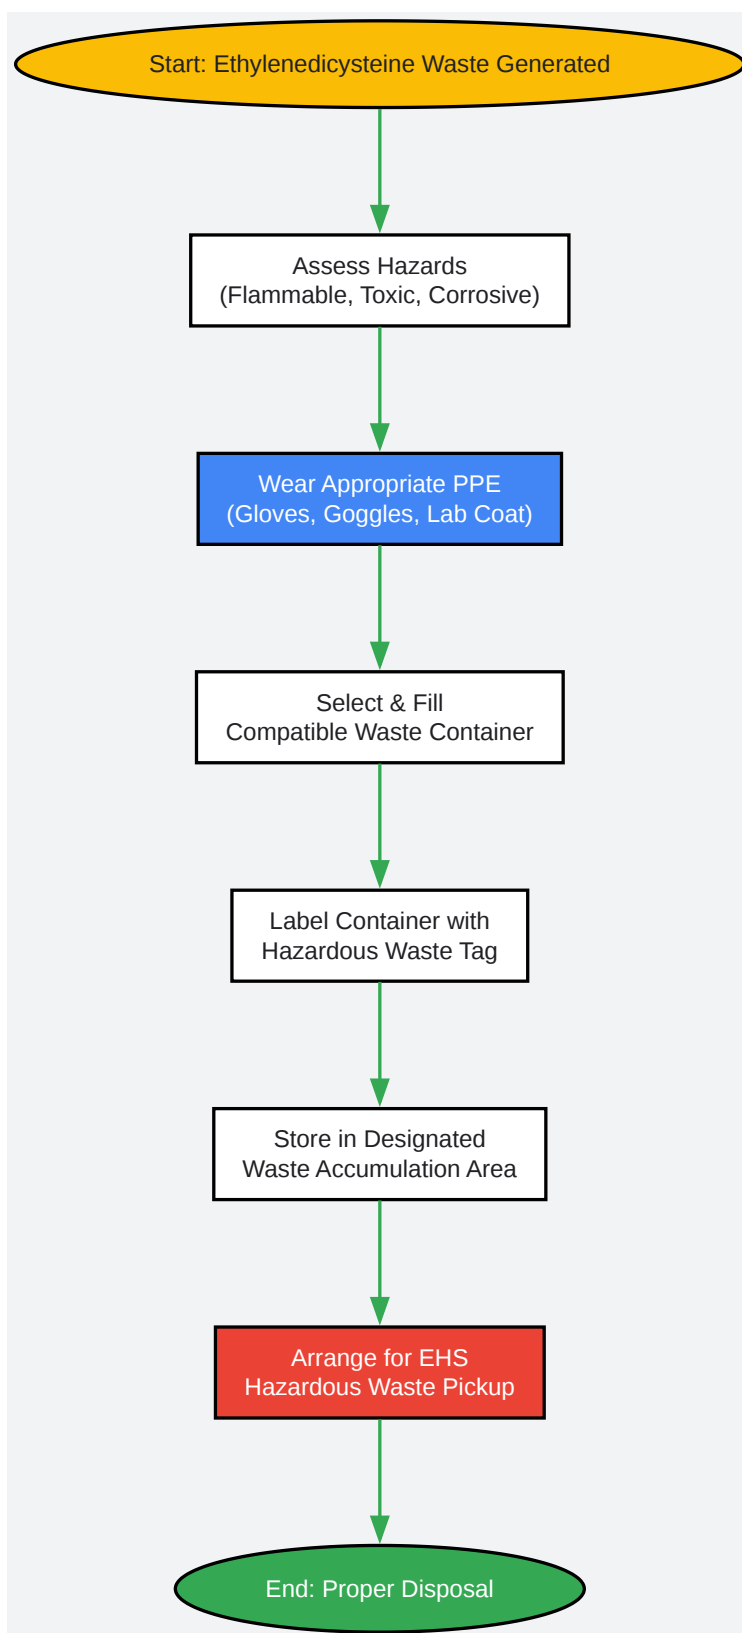 Start: Ethylenedicysteine Waste Generated
Assess Hazards
(Flammable, Toxic, Corrosive)
Wear Appropriate PPE
(Gloves, Goggles, Lab Coat)
Select & Fill
Compatible Waste Container
Label Container with
Hazardous Waste Tag
Store in Designated
Waste Accumulation Area
Arrange for EHS
Hazardous Waste Pickup
End: Proper Disposal